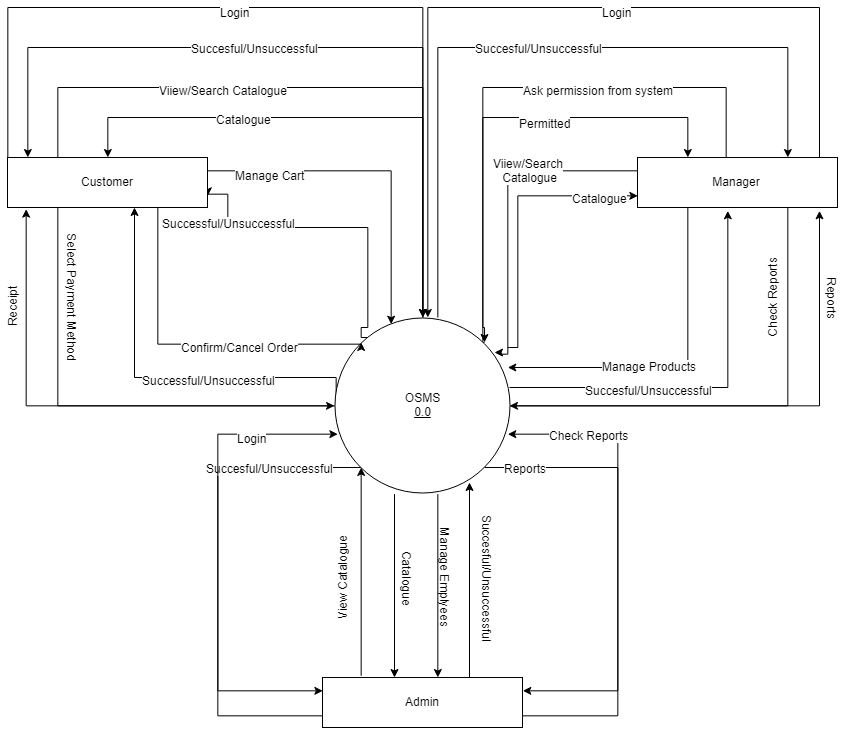 Login
Login
Succesful/Unsuccessful
Succesful/Unsuccessful
Viiew/Search Catalogue
Ask permission from system
Catalogue
Permitted
Customer
Manage Cart
Viiew/Search
Catalogue
Manager
Catalogue
Successful/Unsuccessful
Receipt
Select Payment Method
Check Reports
Reports
Confirm/Cancel Order
Manage Products
Successful/Unsuccessful
Succesful/Unsuccessful
OSMS
0.0
Login
Check Reports
Succesful/Unsuccessful
Reports
View Catalogue
Catalogue
Manage Emplyees
Succesful/Unsuccessful
Admin